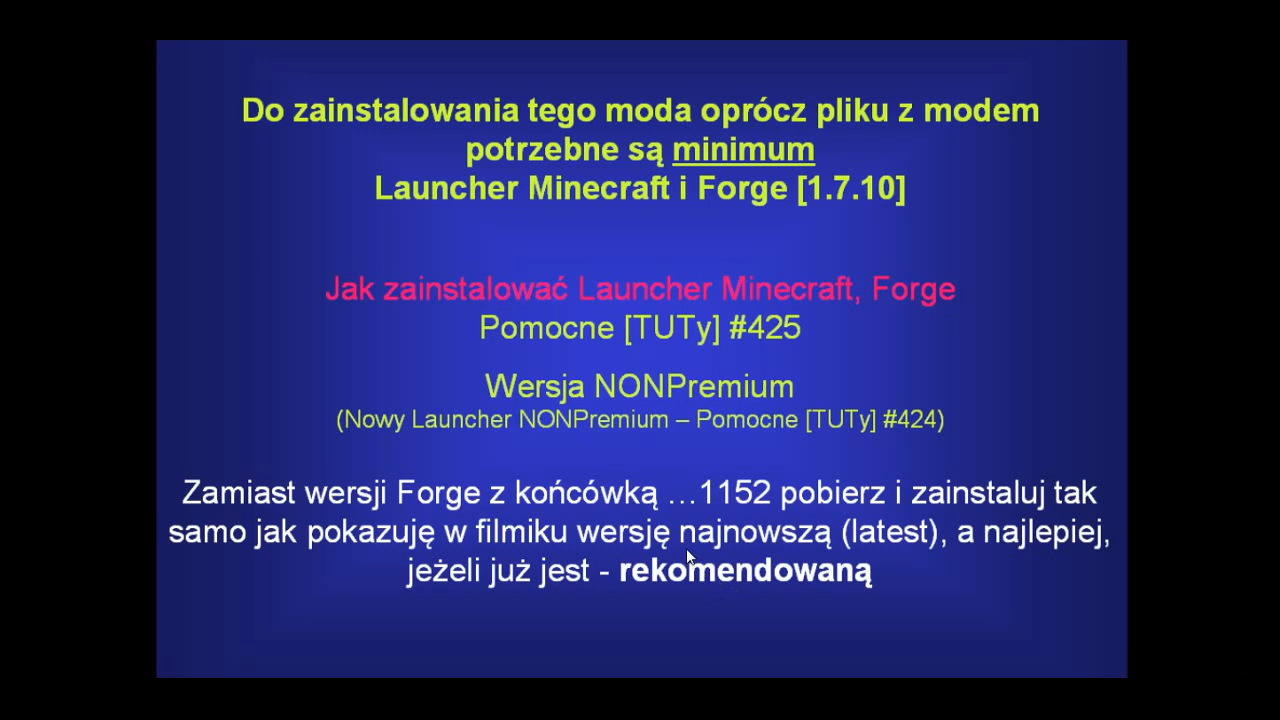 Do zainstalowania tego moda oprócz pliku z modem
potrzebne są minimum
Launcher Minecraft i Forge [1.7.10]
Jak zainstalować Launcher Minecraft, Forge
Pomocne [TUTy] #425
Wersja NONPremium
(Nowy Launcher NONPremium – Pomocne [TUTy] #424)
Zamiast wersji Forge z końcówką …1152 pobierz i zainstaluj tak
samo jak pokazuję w filmiku wersję najnowszą (latest), a najlepiej,
jeżeli już jest - rekomendowaną